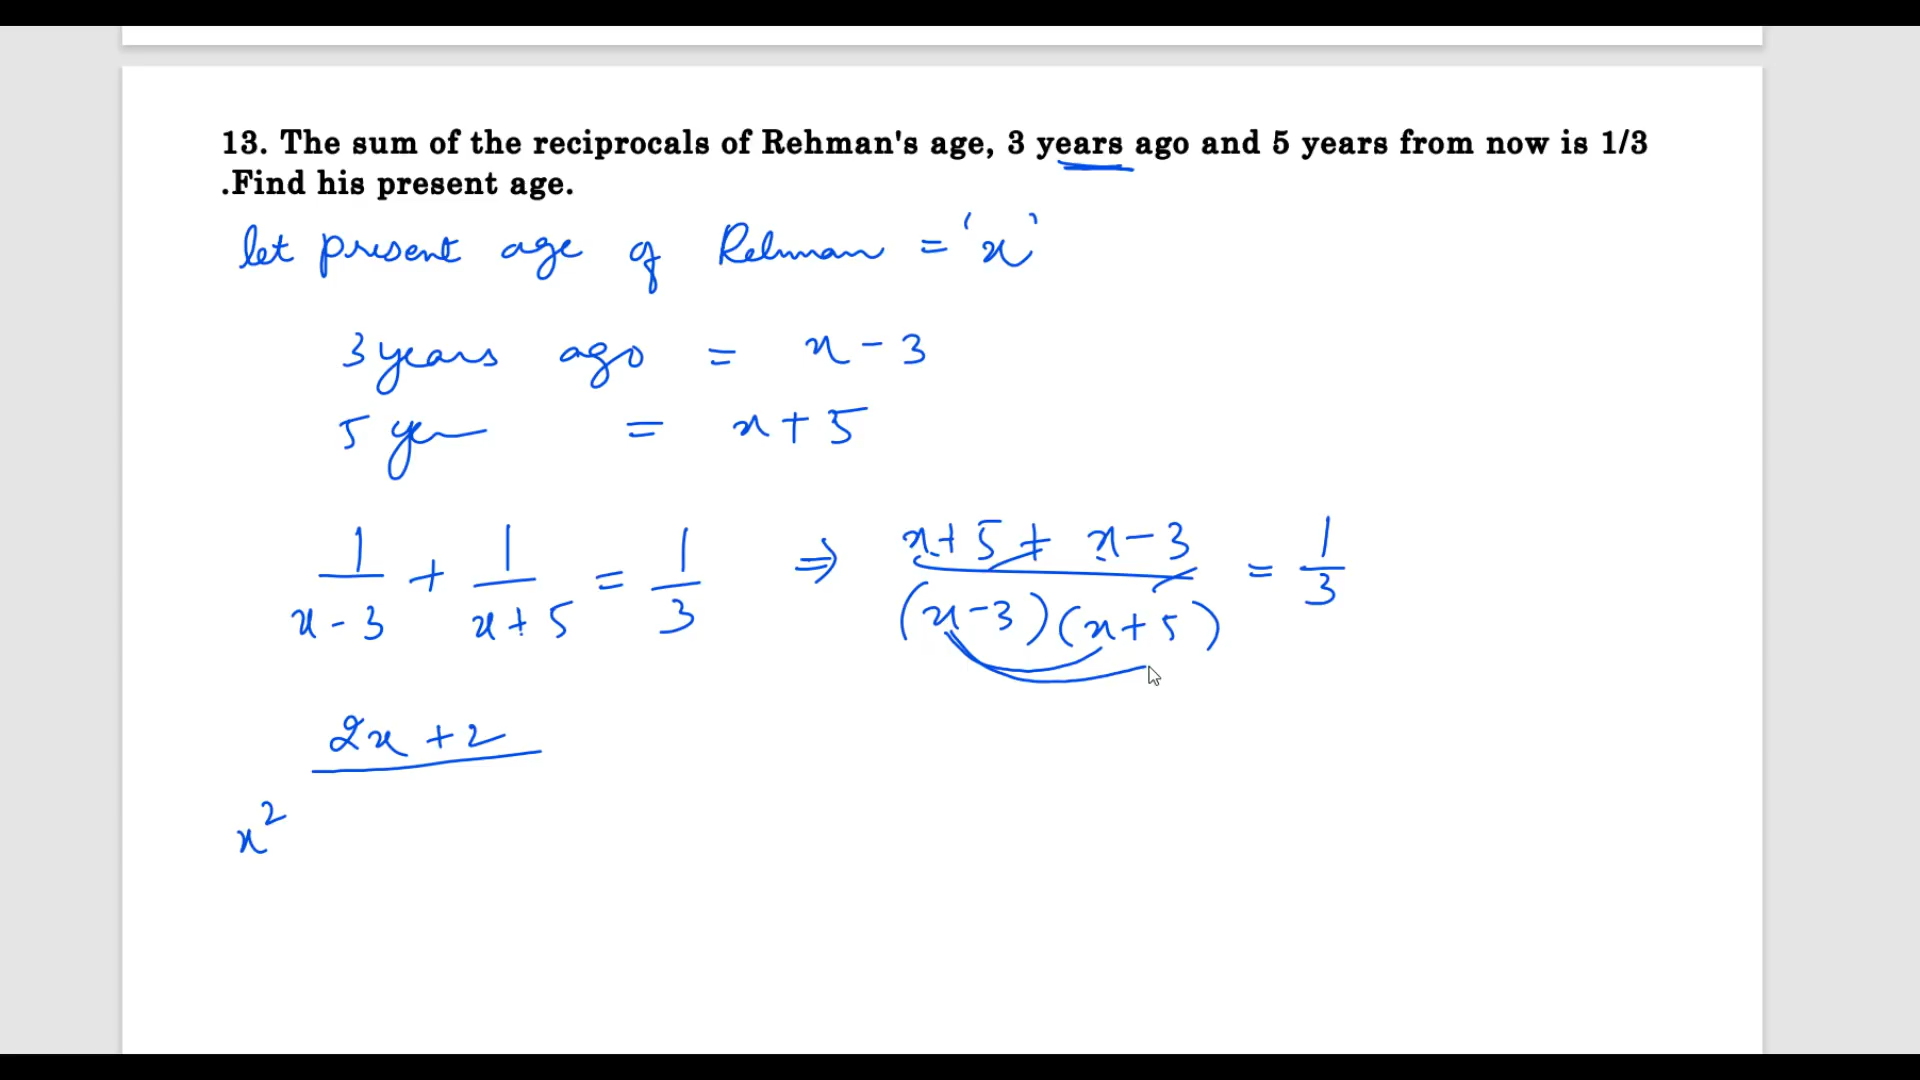 13. The sum of the reciprocals of Rehman's age, 3 years ago and 5 years from now is 1/3
.Find his present age.
let present age of Rehman = 'x'
3 years ago = x - 3
5 year = x + 5
1/(x - 3) + 1/(x + 5) = 1/3 ⇒ (x + 5 + x - 3)/((x - 3)(x + 5)) = 1/3
2x + 2
x²